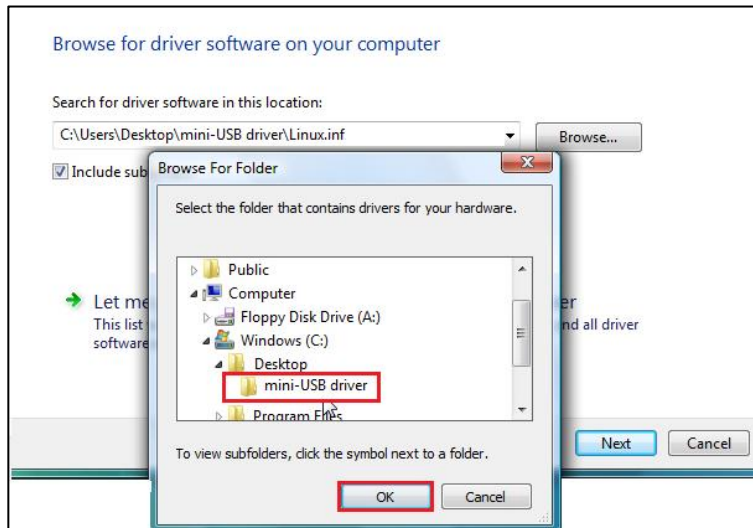 Browse for driver software on your computer
Search for driver software in this location:
C:\Users\Desktop\mini-USB driver\Linux.inf
Browse...
Include sub
Browse For Folder
Select the folder that contains drivers for your hardware.
Public
Computer
Floppy Disk Drive (A:)
Windows (C:)
Desktop
mini-USB driver
Program Files
Let me
er
This list
nd all driver
software
To view subfolders, click the symbol next to a folder.
OK
Cancel
Next
Cancel